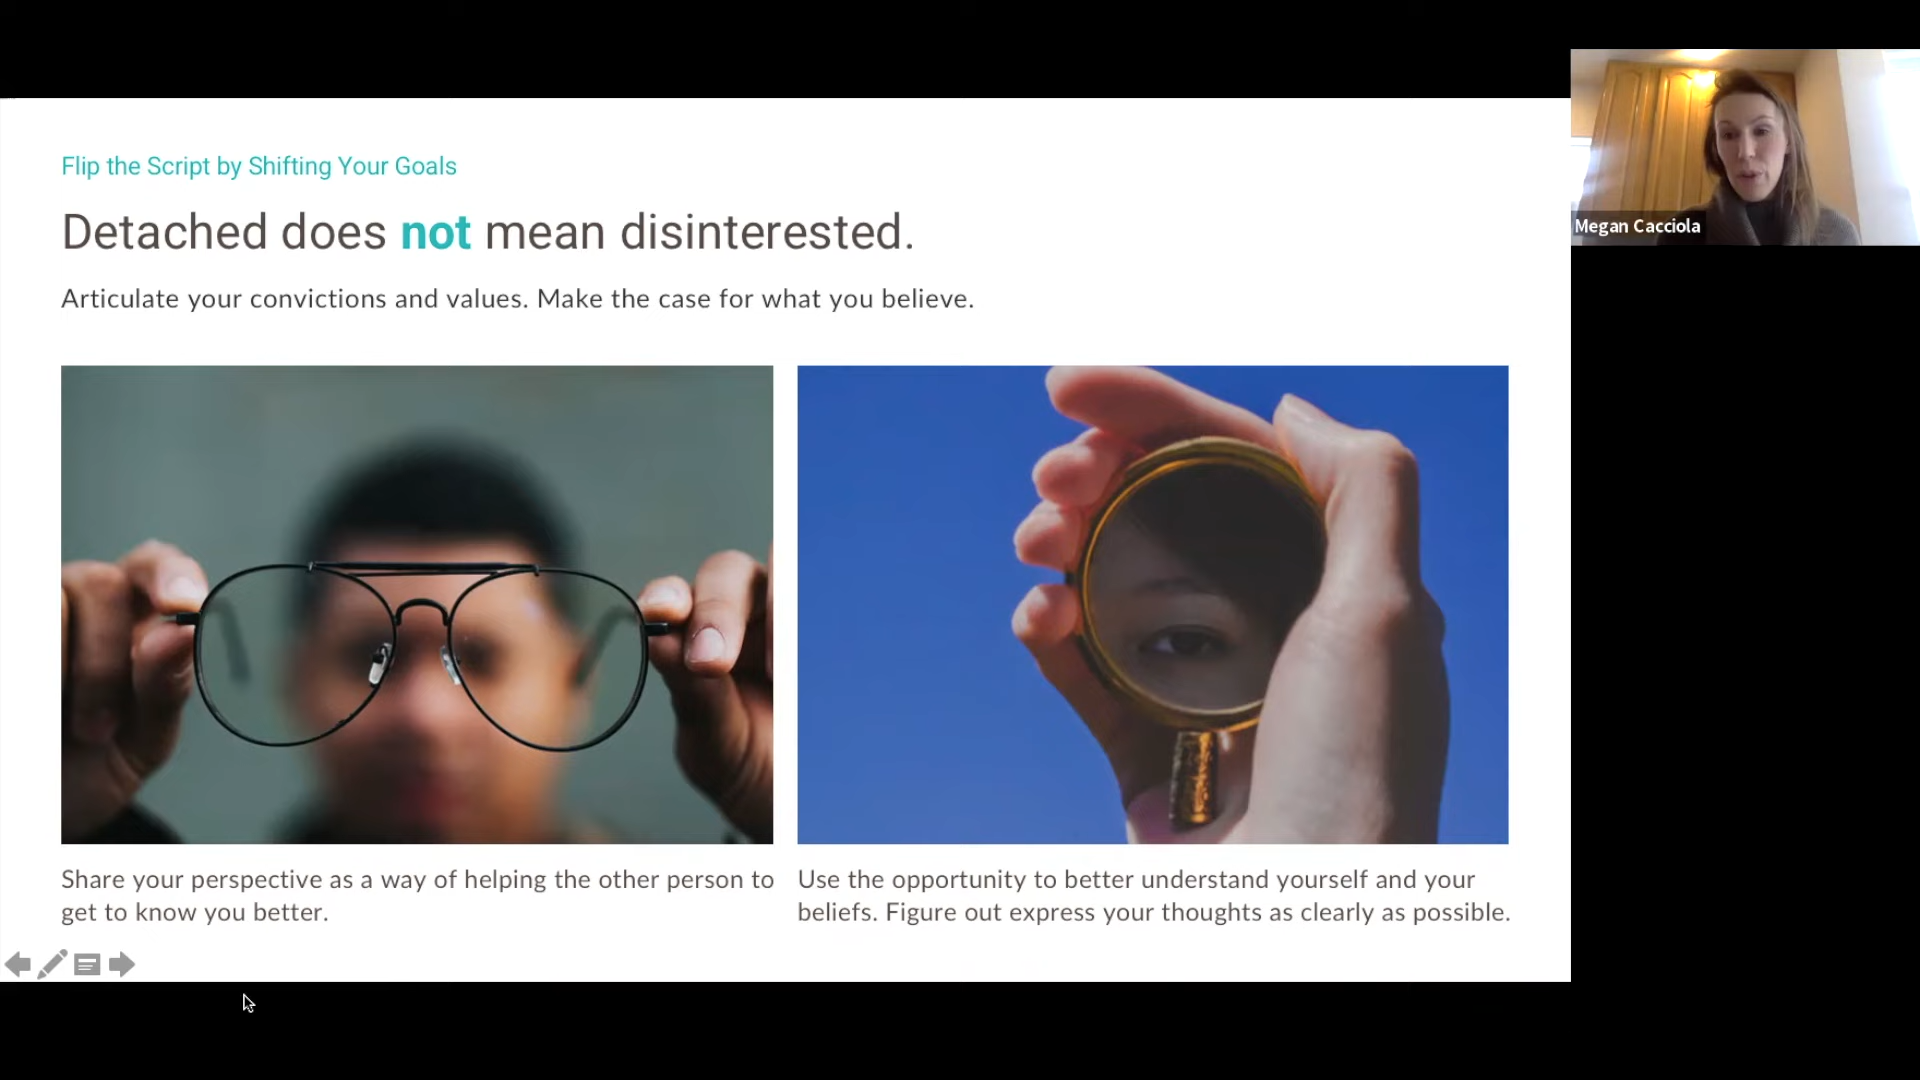 Flip the Script by Shifting Your Goals
Detached does not mean disinterested.
Articulate your convictions and values. Make the case for what you believe.
Share your perspective as a way of helping the other person to
get to know you better.
Use the opportunity to better understand yourself and your
beliefs. Figure out express your thoughts as clearly as possible.
Megan Cacciola